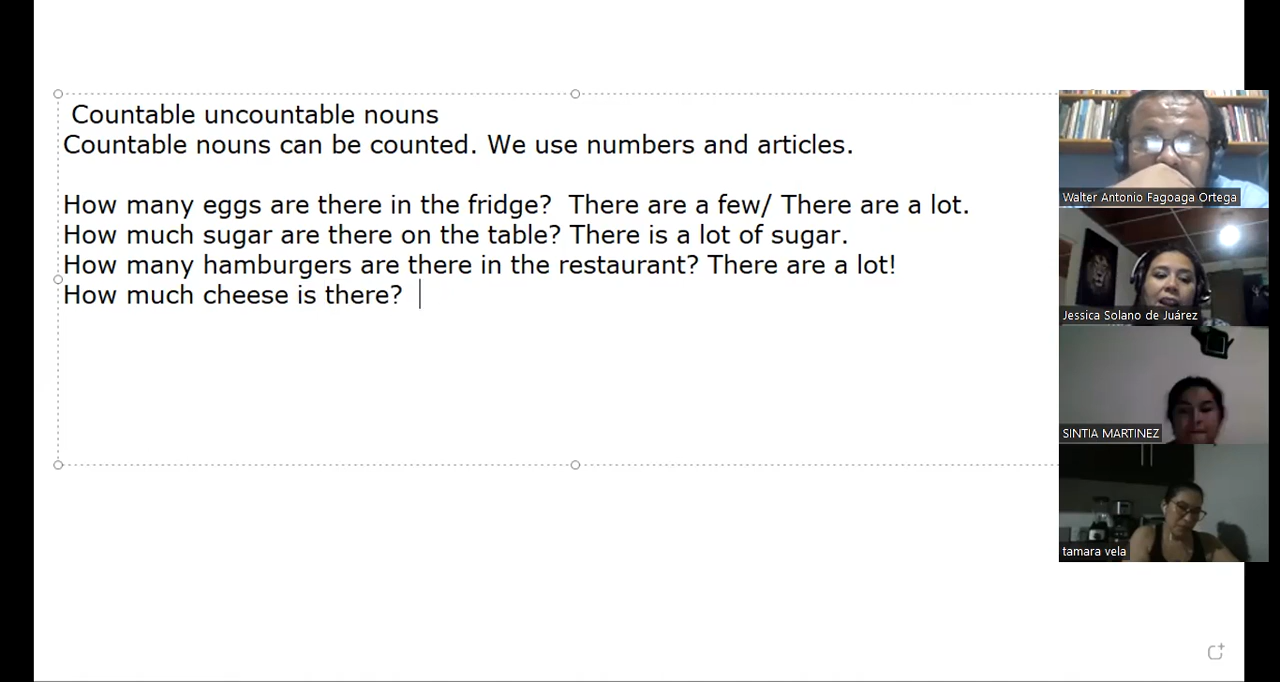 Countable uncountable nouns
Countable nouns can be counted. We use numbers and articles.
How many eggs are there in the fridge?  There are a few/ There are a lot.
How much sugar are there on the table? There is a lot of sugar.
How many hamburgers are there in the restaurant? There are a lot!
How much cheese is there?
Walter Antonio Fagoaga Ortega
Jessica Solano de Juárez
SINTIA MARTINEZ
tamara vela